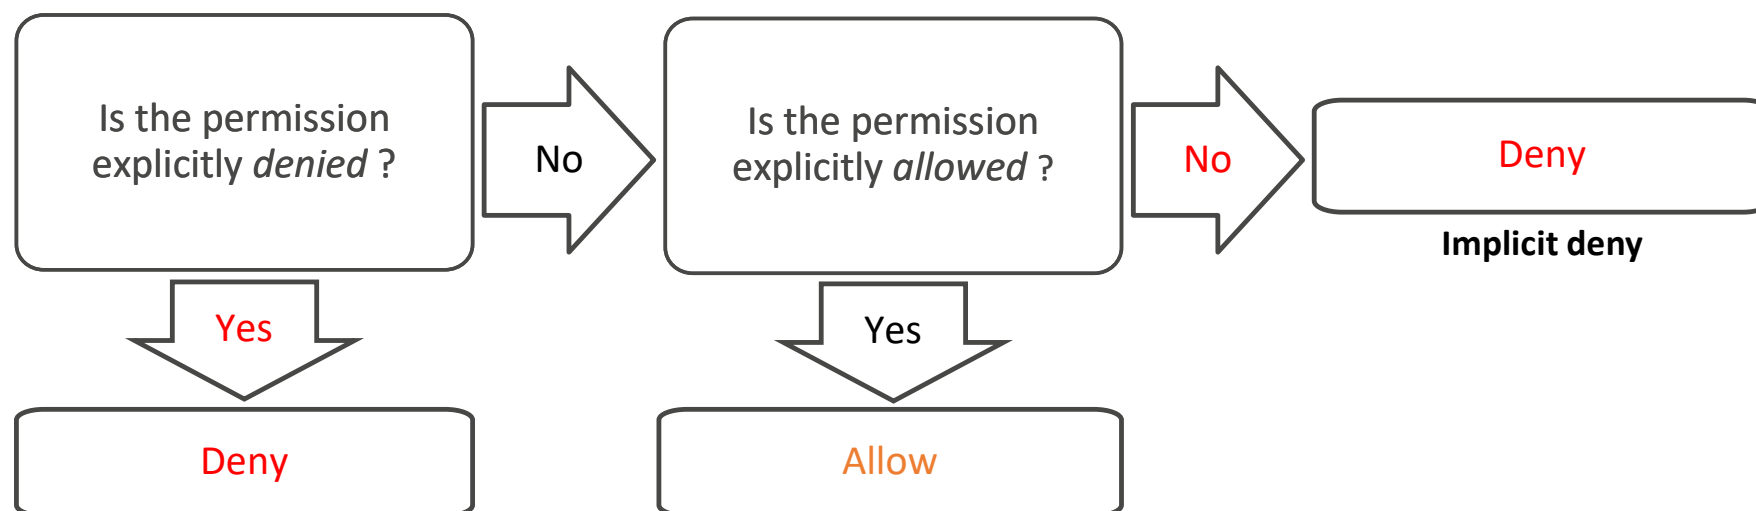 Is the permission
explicitly denied ?
No
Is the permission
explicitly allowed ?
No
Deny
Implicit deny
Yes
Yes
Deny
Allow